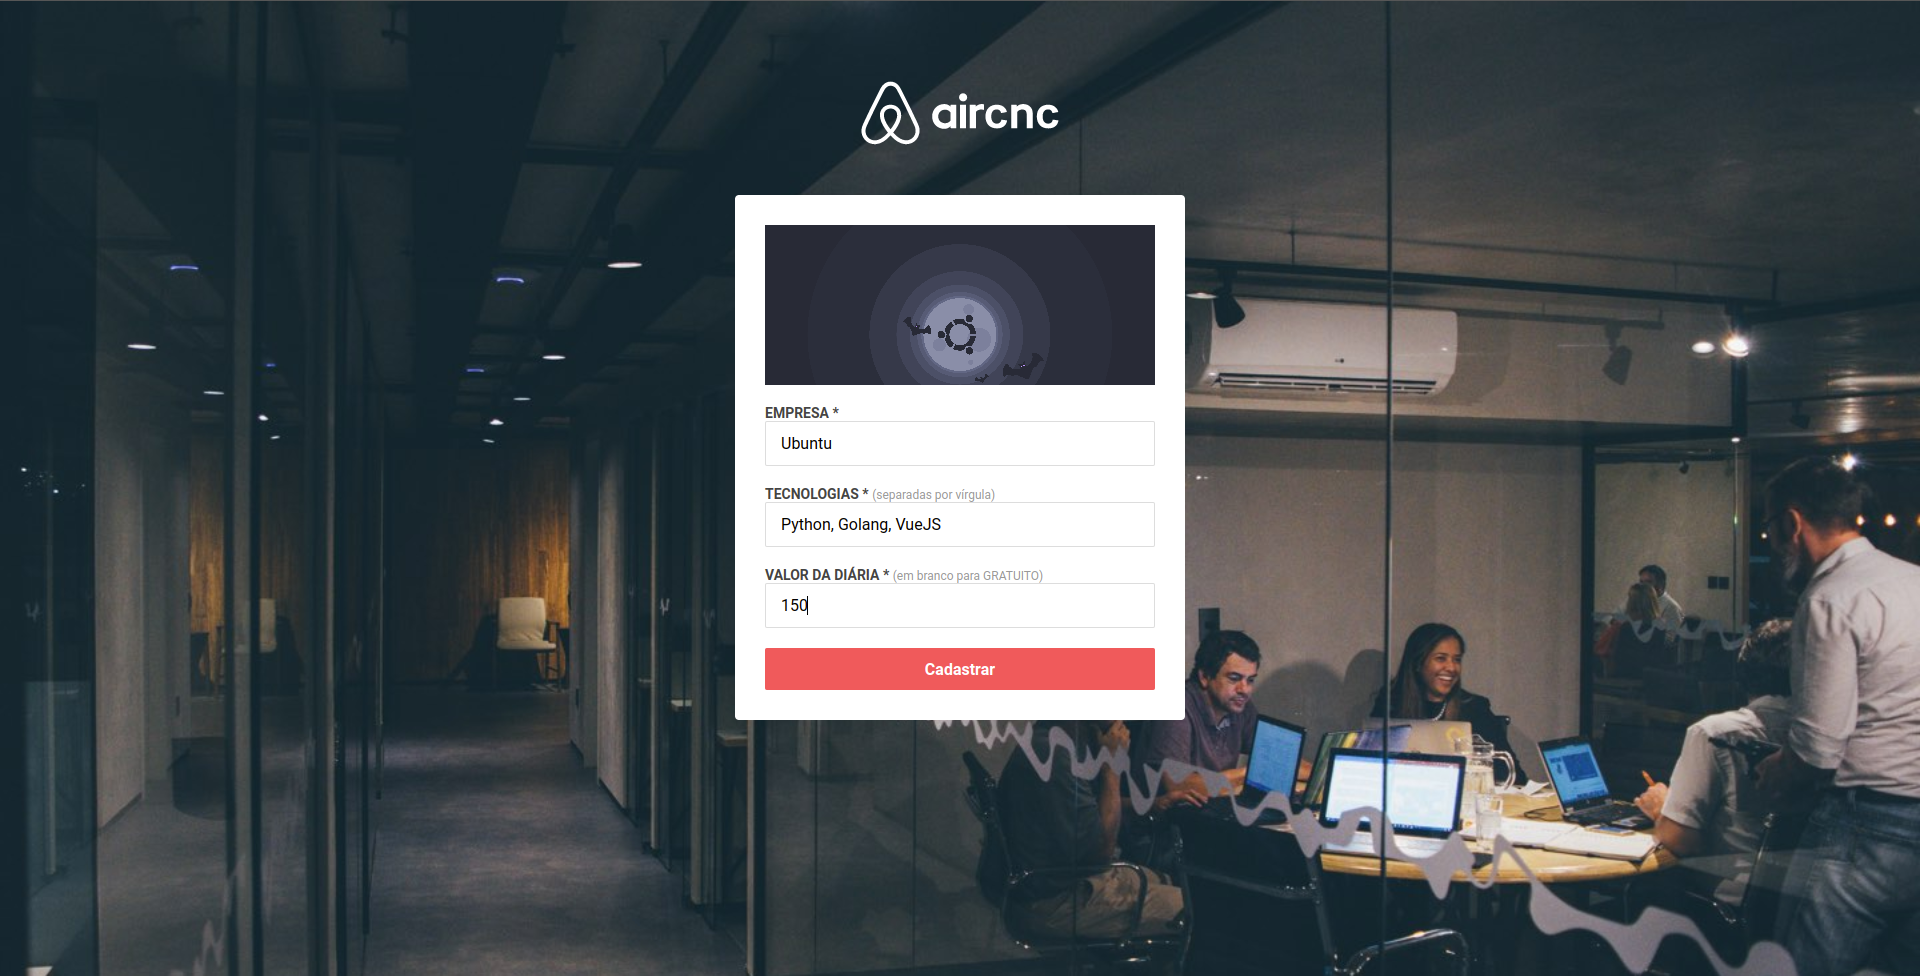 aircnc
EMPRESA *
Ubuntu
TECNOLOGIAS * (separadas por vírgula)
Python, Golang, VueJS
VALOR DA DIÁRIA * (em branco para GRATUITO)
150
Cadastrar